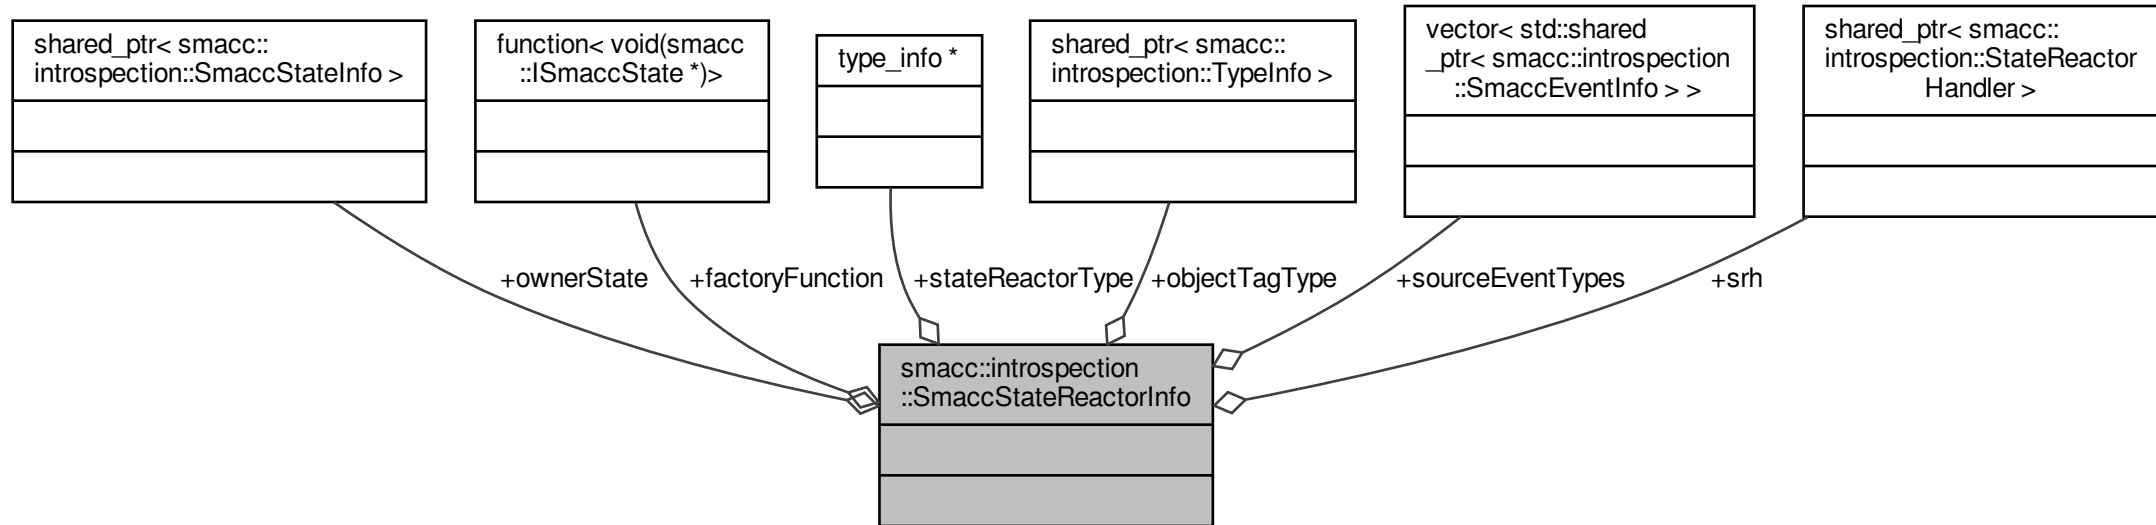 shared_ptr< smacc::
introspection::SmaccStateInfo >
function< void(smacc
::ISmaccState *)>
type_info *
shared_ptr< smacc::
introspection::TypeInfo >
vector< std::shared
_ptr< smacc::introspection
::SmaccEventInfo > >
shared_ptr< smacc::
introspection::StateReactor
Handler >
+ownerState
+factoryFunction
+stateReactorType
+objectTagType
+sourceEventTypes
+srh
smacc::introspection
::SmaccStateReactorInfo